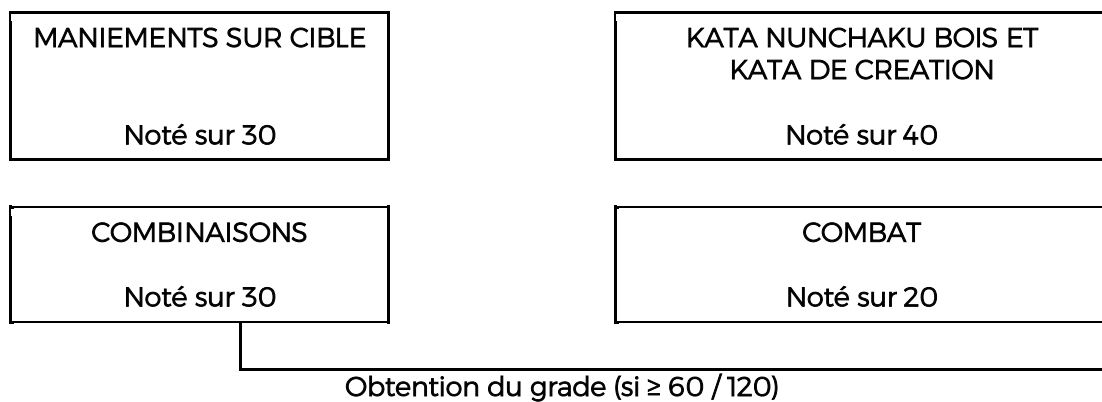 MANIEMENTS SUR CIBLE
Noté sur 30
KATA NUNCHAKU BOIS ET
KATA DE CREATION
Noté sur 40
COMBINAISONS
Noté sur 30
COMBAT
Noté sur 20
Obtention du grade (si ≥ 60 / 120)